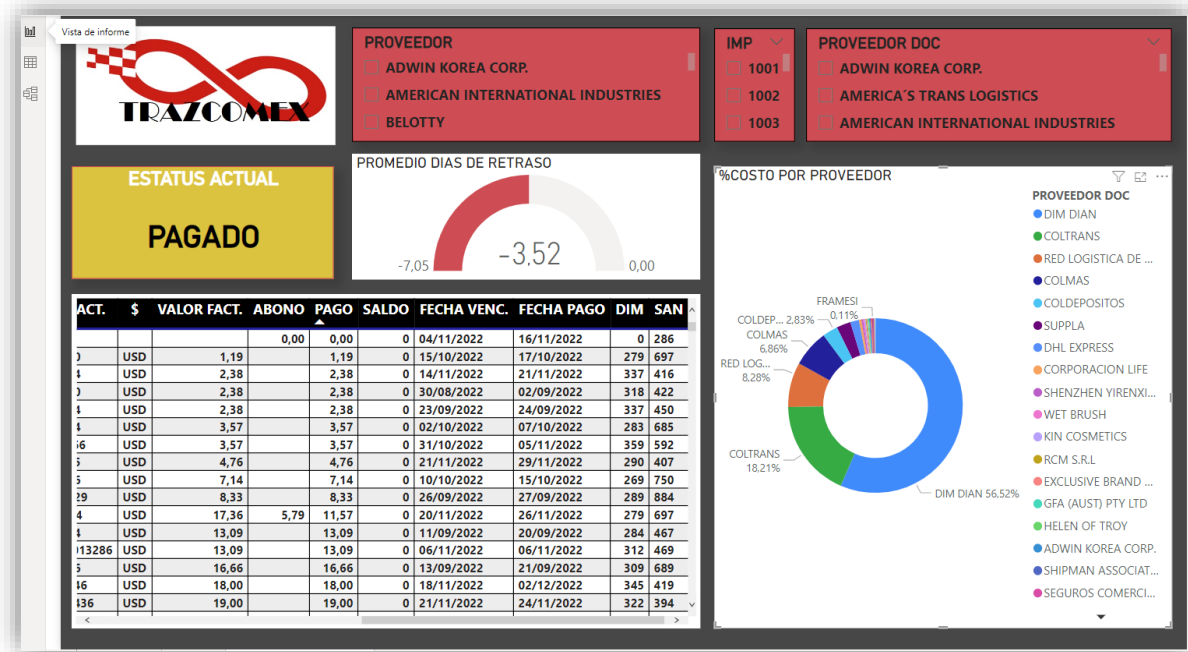 Vista de informe
TRAZCOMEX
PROVEEDOR
ADWIN KOREA CORP.
AMERICAN INTERNATIONAL INDUSTRIES
BELOTTY
IMP
1001
1002
1003
PROVEEDOR DOC
ADWIN KOREA CORP.
AMERICA´S TRANS LOGISTICS
AMERICAN INTERNATIONAL INDUSTRIES
ESTATUS ACTUAL
PAGADO
PROMEDIO DIAS DE RETRASO
-7,05
-3,52
0,00
%COSTO POR PROVEEDOR
FRAMESI
0,11%
COLDEP... 2,83%
COLMAS
6,86%
RED LOG...
8,28%
COLTRANS
18,21%
DIM DIAN 56,52%
PROVEEDOR DOC
DIM DIAN
COLTRANS
RED LOGISTICA DE ...
COLMAS
COLDEPOSITOS
SUPPLA
DHL EXPRESS
CORPORACION LIFE
SHENZHEN YIRENXI...
WET BRUSH
KIN COSMETICS
RCM S.R.L
EXCLUSIVE BRAND ...
GFA (AUST) PTY LTD
HELEN OF TROY
ADWIN KOREA CORP.
SHIPMAN ASSOCIAT...
SEGUROS COMERCI...
ACT. $ VALOR FACT. ABONO PAGO SALDO FECHA VENC. FECHA PAGO DIM SAN
0,00 0,00 0 04/11/2022 16/11/2022 0 286
USD 1,19 1,19 0 15/10/2022 17/10/2022 279 697
4 USD 2,38 2,38 0 14/11/2022 21/11/2022 337 416
USD 2,38 2,38 0 30/08/2022 02/09/2022 318 422
4 USD 2,38 2,38 0 23/09/2022 24/09/2022 337 450
4 USD 3,57 3,57 0 02/10/2022 07/10/2022 283 685
6 USD 3,57 3,57 0 31/10/2022 05/11/2022 359 592
USD 4,76 4,76 0 21/11/2022 29/11/2022 290 407
USD 7,14 7,14 0 10/10/2022 15/10/2022 269 750
29 USD 8,33 8,33 0 26/09/2022 27/09/2022 289 884
4 USD 17,36 5,79 11,57 0 20/11/2022 26/11/2022 279 697
4 USD 13,09 13,09 0 11/09/2022 20/09/2022 284 467
13286 USD 13,09 13,09 0 06/11/2022 06/11/2022 312 469
USD 16,66 16,66 0 13/09/2022 21/09/2022 309 689
46 USD 18,00 18,00 0 18/11/2022 02/12/2022 345 419
436 USD 19,00 19,00 0 21/11/2022 24/11/2022 322 394